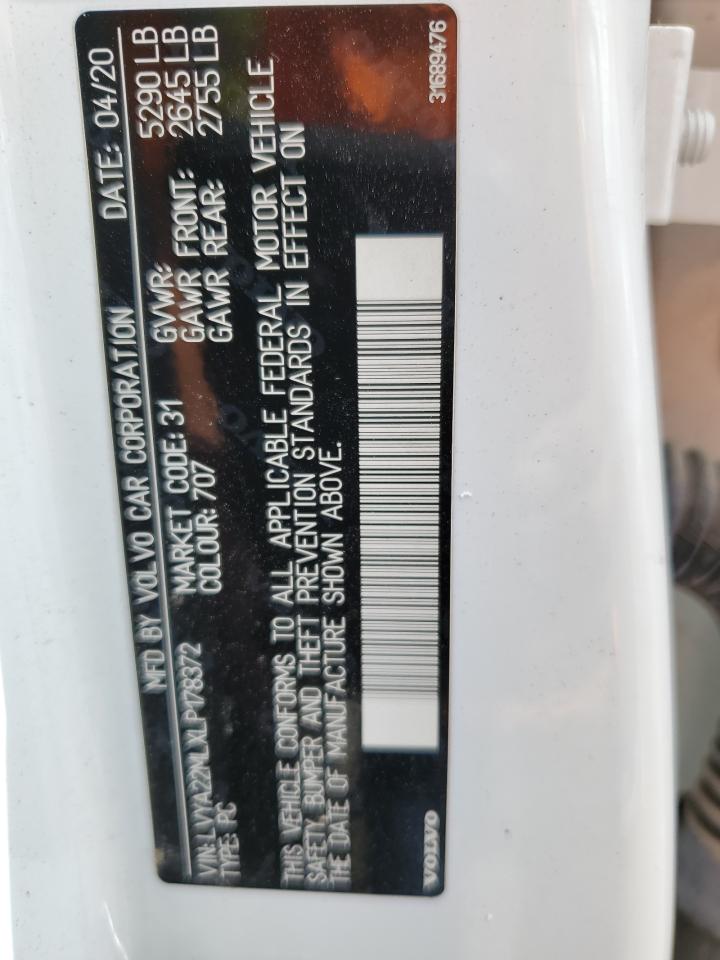 MFD BY VOLVO CAR CORPORATION DATE: 04/20
VIN: LVYA22MLXLP178372 GVWR: 5290 LB
TYPE: PC MARKET CODE: 31 GAWR FRONT: 2645 LB
COLOUR: 707 GAWR REAR: 2755 LB
THIS VEHICLE CONFORMS TO ALL APPLICABLE FEDERAL MOTOR VEHICLE
SAFETY, BUMPER AND THEFT PREVENTION STANDARDS IN EFFECT ON
THE DATE OF MANUFACTURE SHOWN ABOVE.
VOLVO 31689476